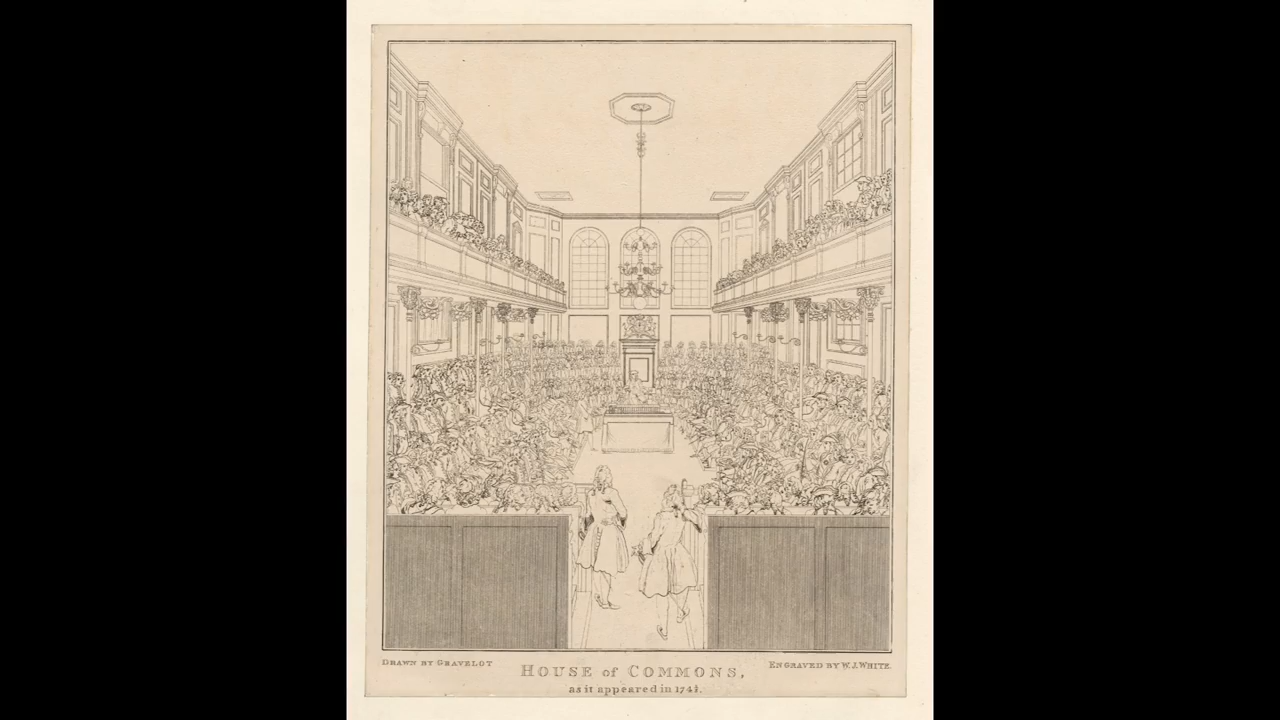 DRAWN BY GRAVELOT
ENGRAVED BY W. J. WHITE.
HOUSE of COMMONS,
as it appeared in